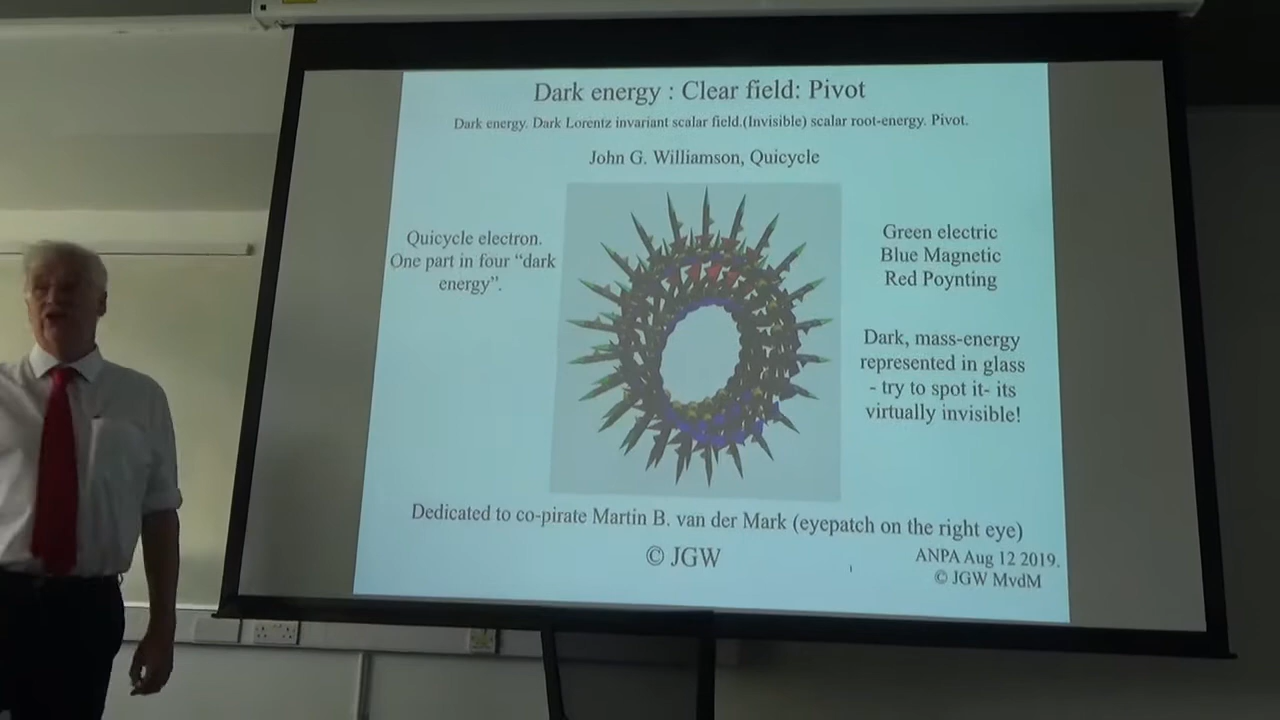 Dark energy : Clear field: Pivot
Dark energy. Dark Lorentz invariant scalar field.(Invisible) scalar root-energy. Pivot.
John G. Williamson, Quicycle
Quicycle electron.
One part in four “dark
energy”.
Green electric
Blue Magnetic
Red Poynting
Dark, mass-energy
represented in glass
- try to spot it- its
virtually invisible!
Dedicated to co-pirate Martin B. van der Mark (eyepatch on the right eye)
© JGW
ANPA Aug 12 2019.
© JGW MvdM